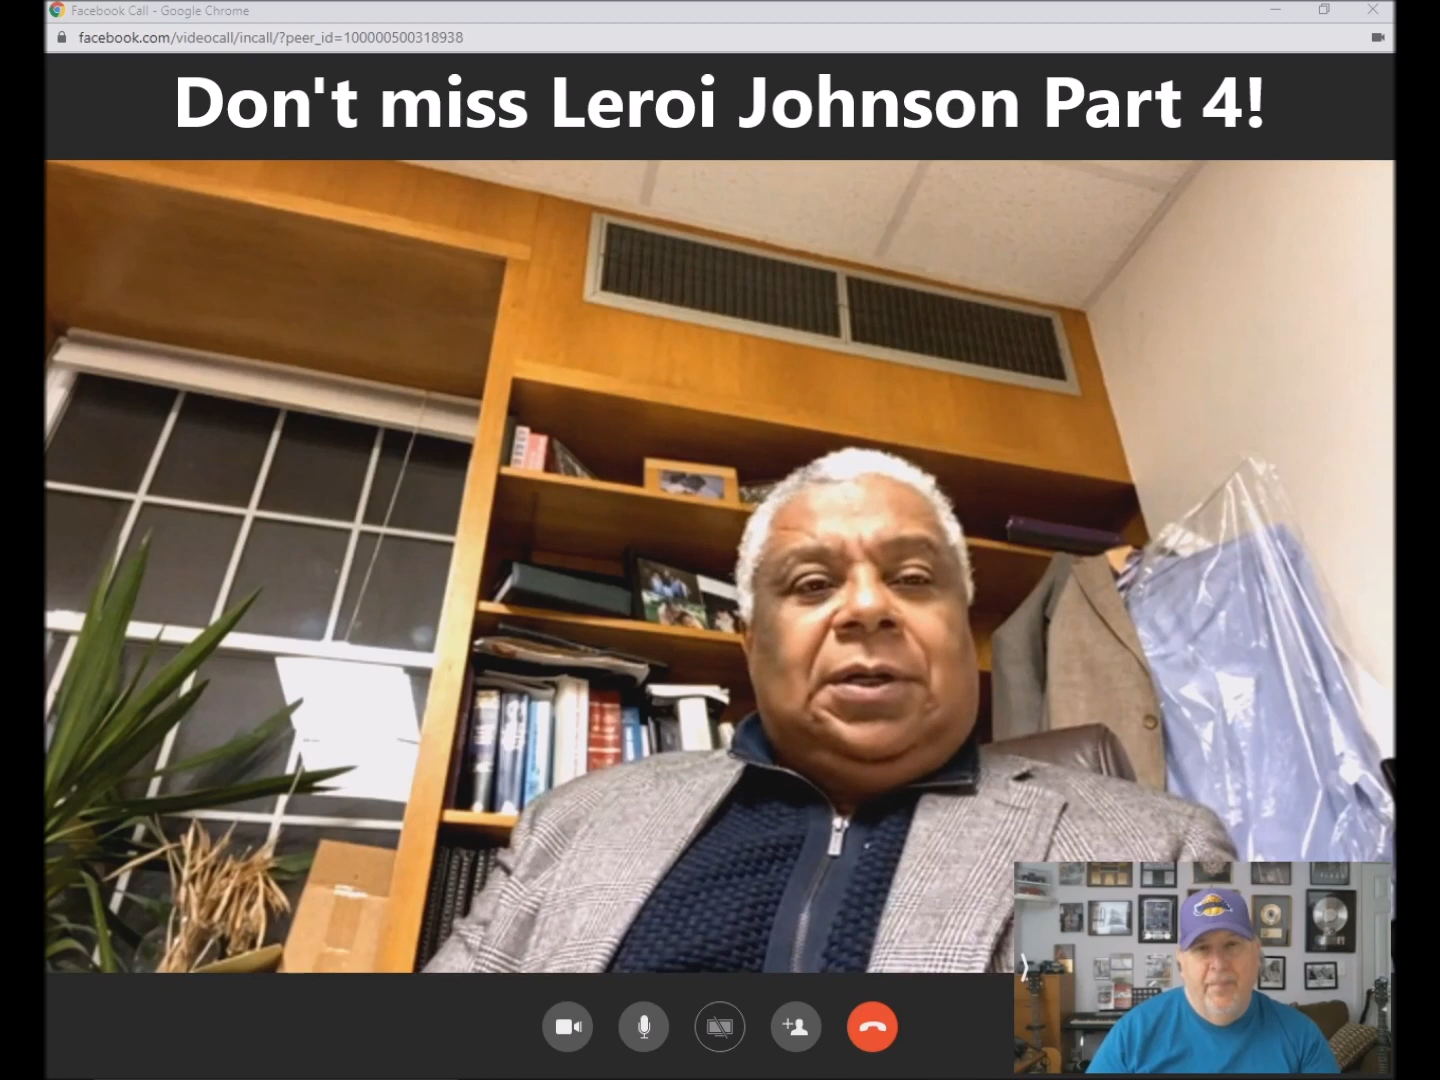 Facebook Call - Google Chrome
facebook.com/videocall/incall/?peer_id=100000500318938
Don't miss Leroi Johnson Part 4!